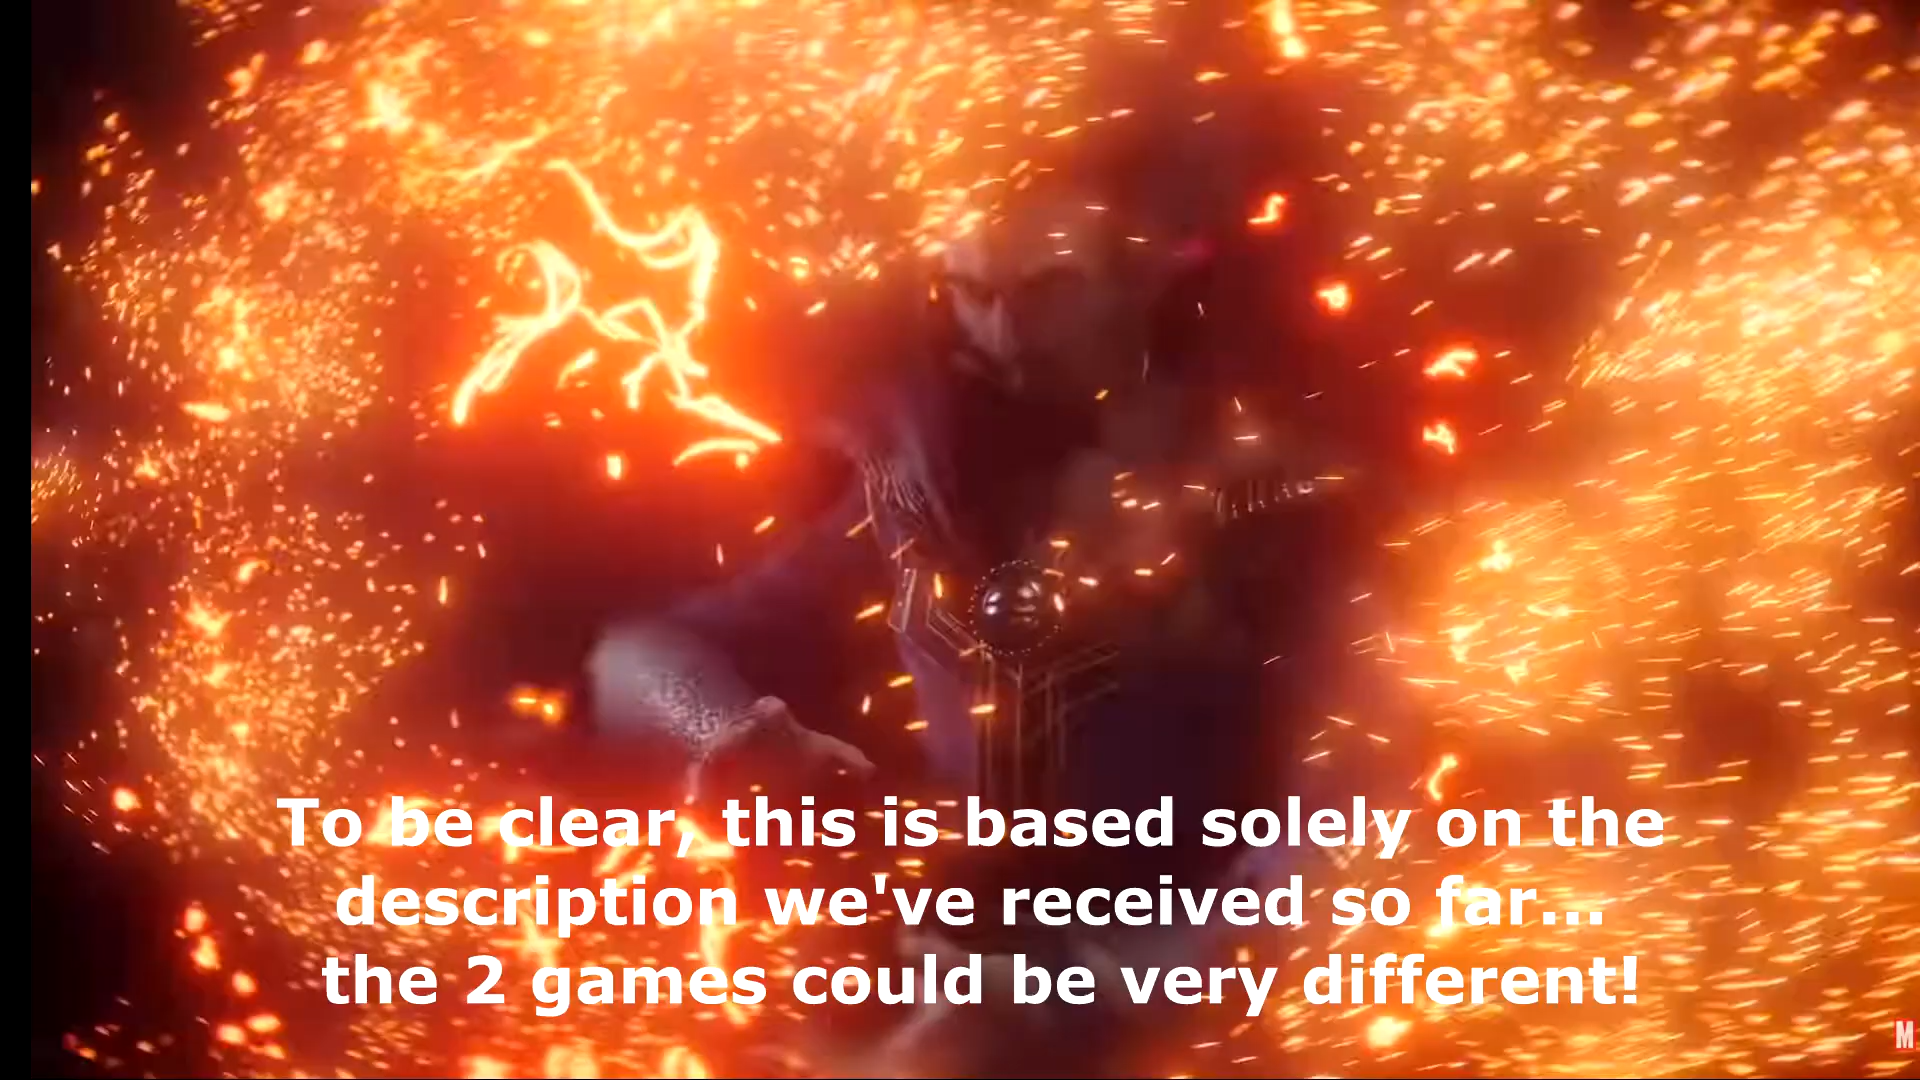 To be clear, this is based solely on the
description we've received so far...
the 2 games could be very different!
M